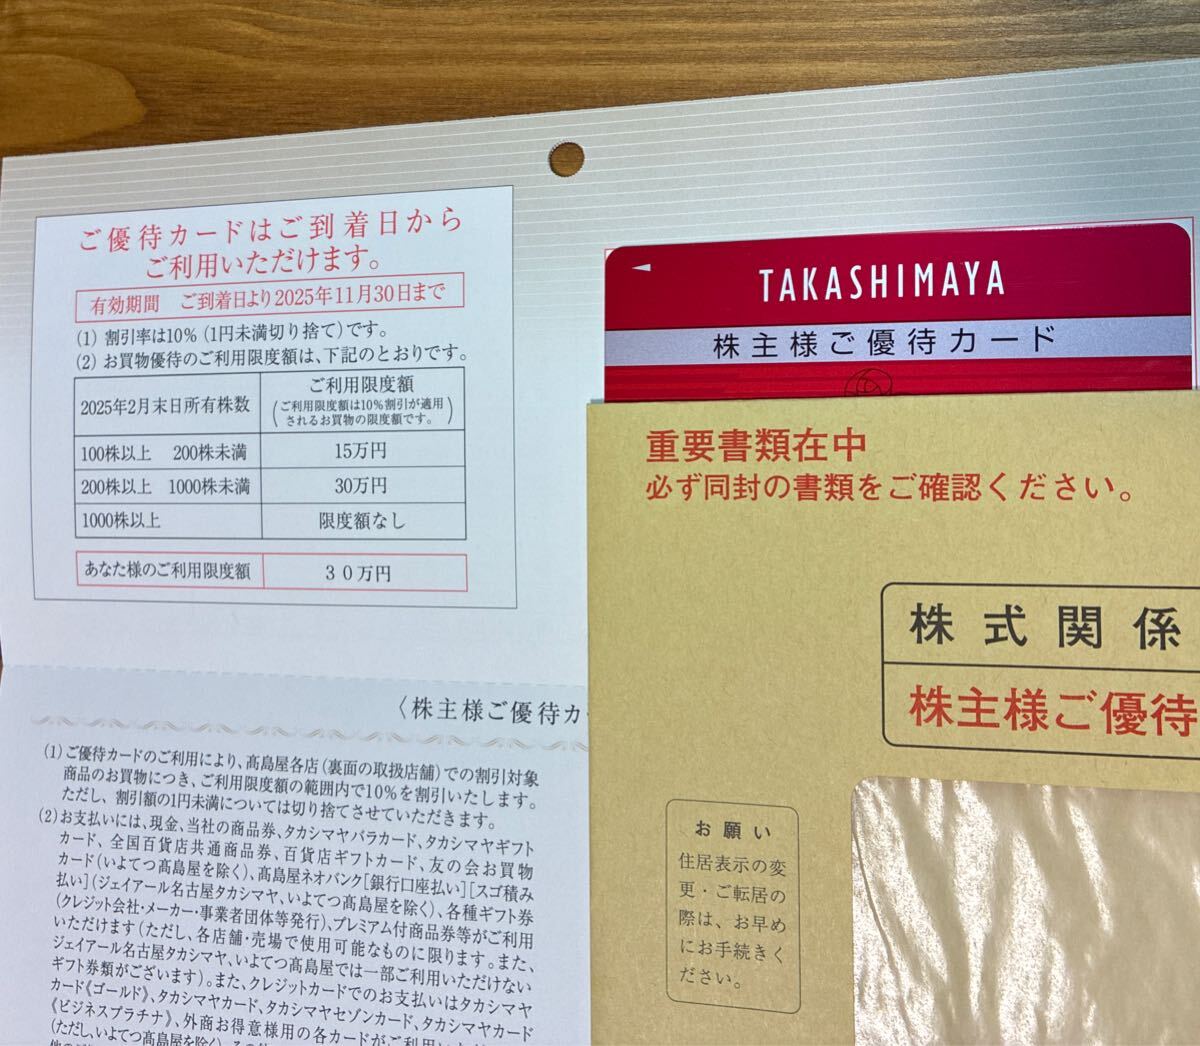 ご優待カードはご到着日から
ご利用いただけます。
有効期間 ご到着日より2025年11月30日まで
(1) 割引率は10% (1円未満切り捨て)です。
(2) お買物優待のご利用限度額は、下記のとおりです。
2025年2月末日所有株数 ご利用限度額
(ご利用限度額は10%割引が適用
されるお買物の限度額です。)
100株以上 200株未満 15万円
200株以上 1000株未満 30万円
1000株以上 限度額なし
あなた様のご利用限度額 30万円
〈株主様ご優待カ
(1)ご優待カードのご利用により、髙島屋各店(裏面の取扱店舗)での割引対象
商品のお買物につき、ご利用限度額の範囲内で10%を割引いたします。
ただし、割引額の1円未満については切り捨てさせていただきます。
(2)お支払いには、現金、当社の商品券、タカシマヤバラカード、タカシマヤギフト
カード、全国百貨店共通商品券、百貨店ギフトカード、友の会お買物
カード(いよてつ髙島屋を除く)、髙島屋ネオバンク[銀行口座払い][スゴ積み
払い](ジェイアール名古屋タカシマヤ、いよてつ髙島屋を除く)、各種ギフト券
(クレジット会社・メーカー・事業者団体等発行)、プレミアム付商品券等がご利用
いただけます(ただし、各店舗・売場で使用可能なものに限ります。また、
ジェイアール名古屋タカシマヤ、いよてつ髙島屋では一部ご利用いただけない
ギフト券類がございます)。また、クレジットカードでのお支払いはタカシマヤ
カード《ゴールド》、タカシマヤカード、タカシマヤセゾンカード、タカシマヤカード
《ビジネスプラチナ》、外商お得意様用の各カードがご利用いただ
(ただし、いよてつ髙島屋を除く)。
TAKASHIMAYA
株主様ご優待カード
重要書類在中
必ず同封の書類をご確認ください。
株式関係
株主様ご優待
お願い
住居表示の変
更・ご転居の
際は、お早め
にお手続きく
ださい。